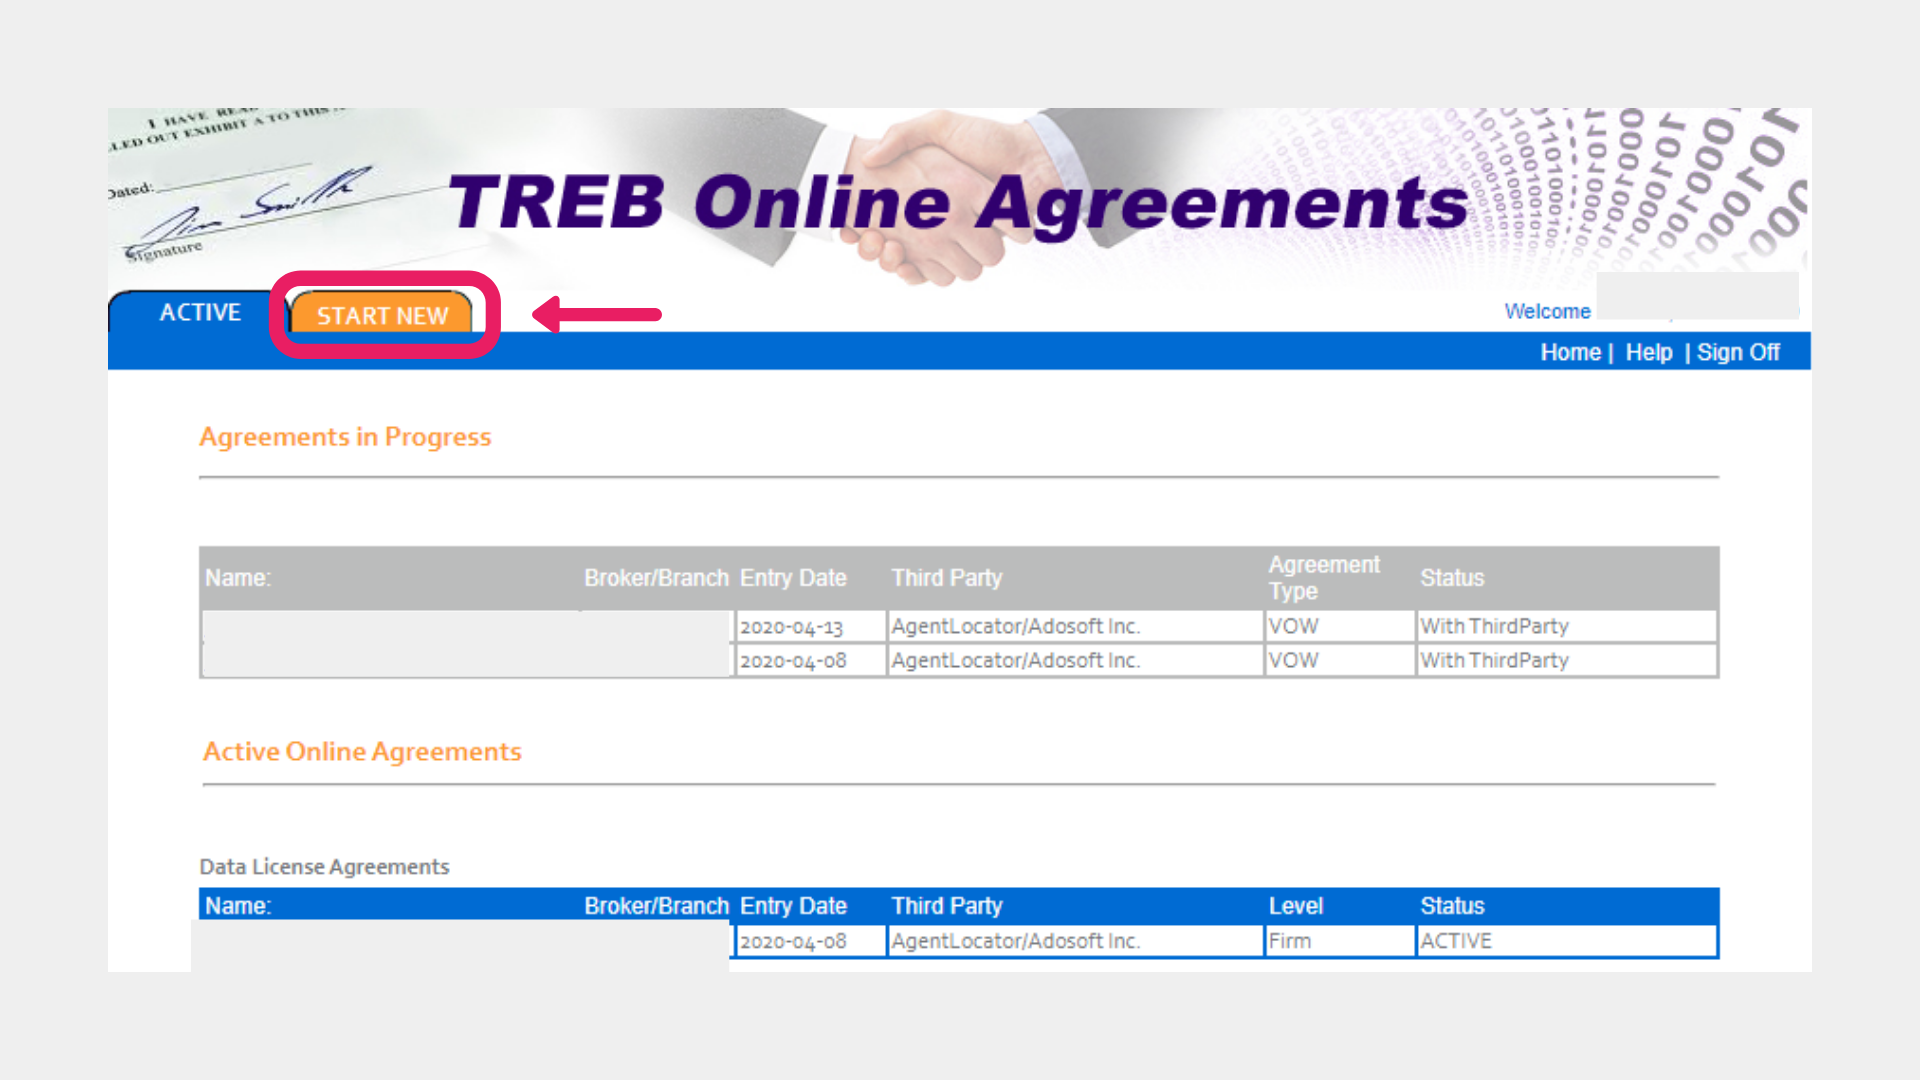 I HAVE READ
LLED OUT EXHIBIT A TO THIS
Dated:
Jim Smith
Signature
TREB Online Agreements
ACTIVE
START NEW
Welcome
Home | Help | Sign Off
Agreements in Progress
Name: Broker/Branch Entry Date Third Party Agreement Type Status
2020-04-13 AgentLocator/Adosoft Inc. VOW With ThirdParty
2020-04-08 AgentLocator/Adosoft Inc. VOW With ThirdParty
Active Online Agreements
Data License Agreements
Name: Broker/Branch Entry Date Third Party Level Status
2020-04-08 AgentLocator/Adosoft Inc. Firm ACTIVE